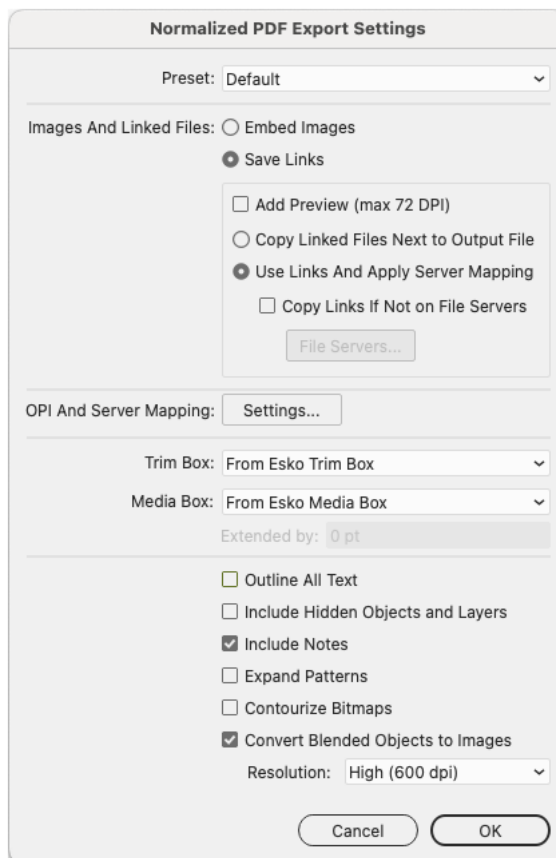 Normalized PDF Export Settings
Preset: Default
Images And Linked Files: Embed Images
Save Links
Add Preview (max 72 DPI)
Copy Linked Files Next to Output File
Use Links And Apply Server Mapping
Copy Links If Not on File Servers
File Servers...
OPI And Server Mapping: Settings...
Trim Box: From Esko Trim Box
Media Box: From Esko Media Box
Extended by: 0 pt
Outline All Text
Include Hidden Objects and Layers
Include Notes
Expand Patterns
Contourize Bitmaps
Convert Blended Objects to Images
Resolution: High (600 dpi)
Cancel OK